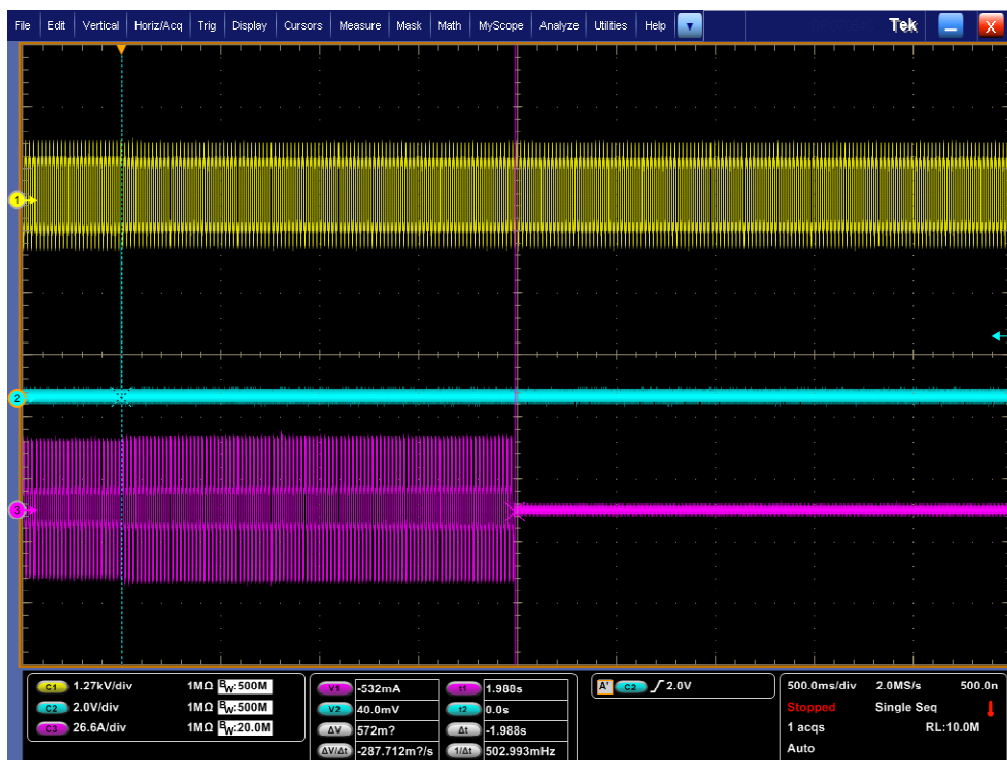 File Edit Vertical Horiz/Acq Trig Display Cursors Measure Mask Math MyScope Analyze Utilities Help Tek X
1
2
3
C1 1.27kV/div 1MΩ BW:500M
C2 2.0V/div 1MΩ BW:500M
C3 26.6A/div 1MΩ BW:20.0M
V1 -532mA t1 1.988s
V2 40.0mV t2 0.0s
ΔV 572m? Δt -1.988s
ΔV/Δt -287.712m?/s 1/Δt 502.993mHz
A' C2 2.0V
500.0ms/div 2.0MS/s 500.0n
Stopped Single Seq
1 acqs RL:10.0M
Auto